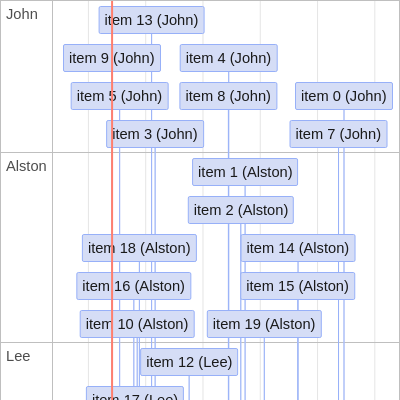 John
item 13 (John)
item 9 (John)
item 4 (John)
item 5 (John)
item 8 (John)
item 0 (John)
item 3 (John)
item 7 (John)
Alston
item 1 (Alston)
item 2 (Alston)
item 18 (Alston)
item 14 (Alston)
item 16 (Alston)
item 15 (Alston)
item 10 (Alston)
item 19 (Alston)
Lee
item 12 (Lee)
item 17 (Lee)